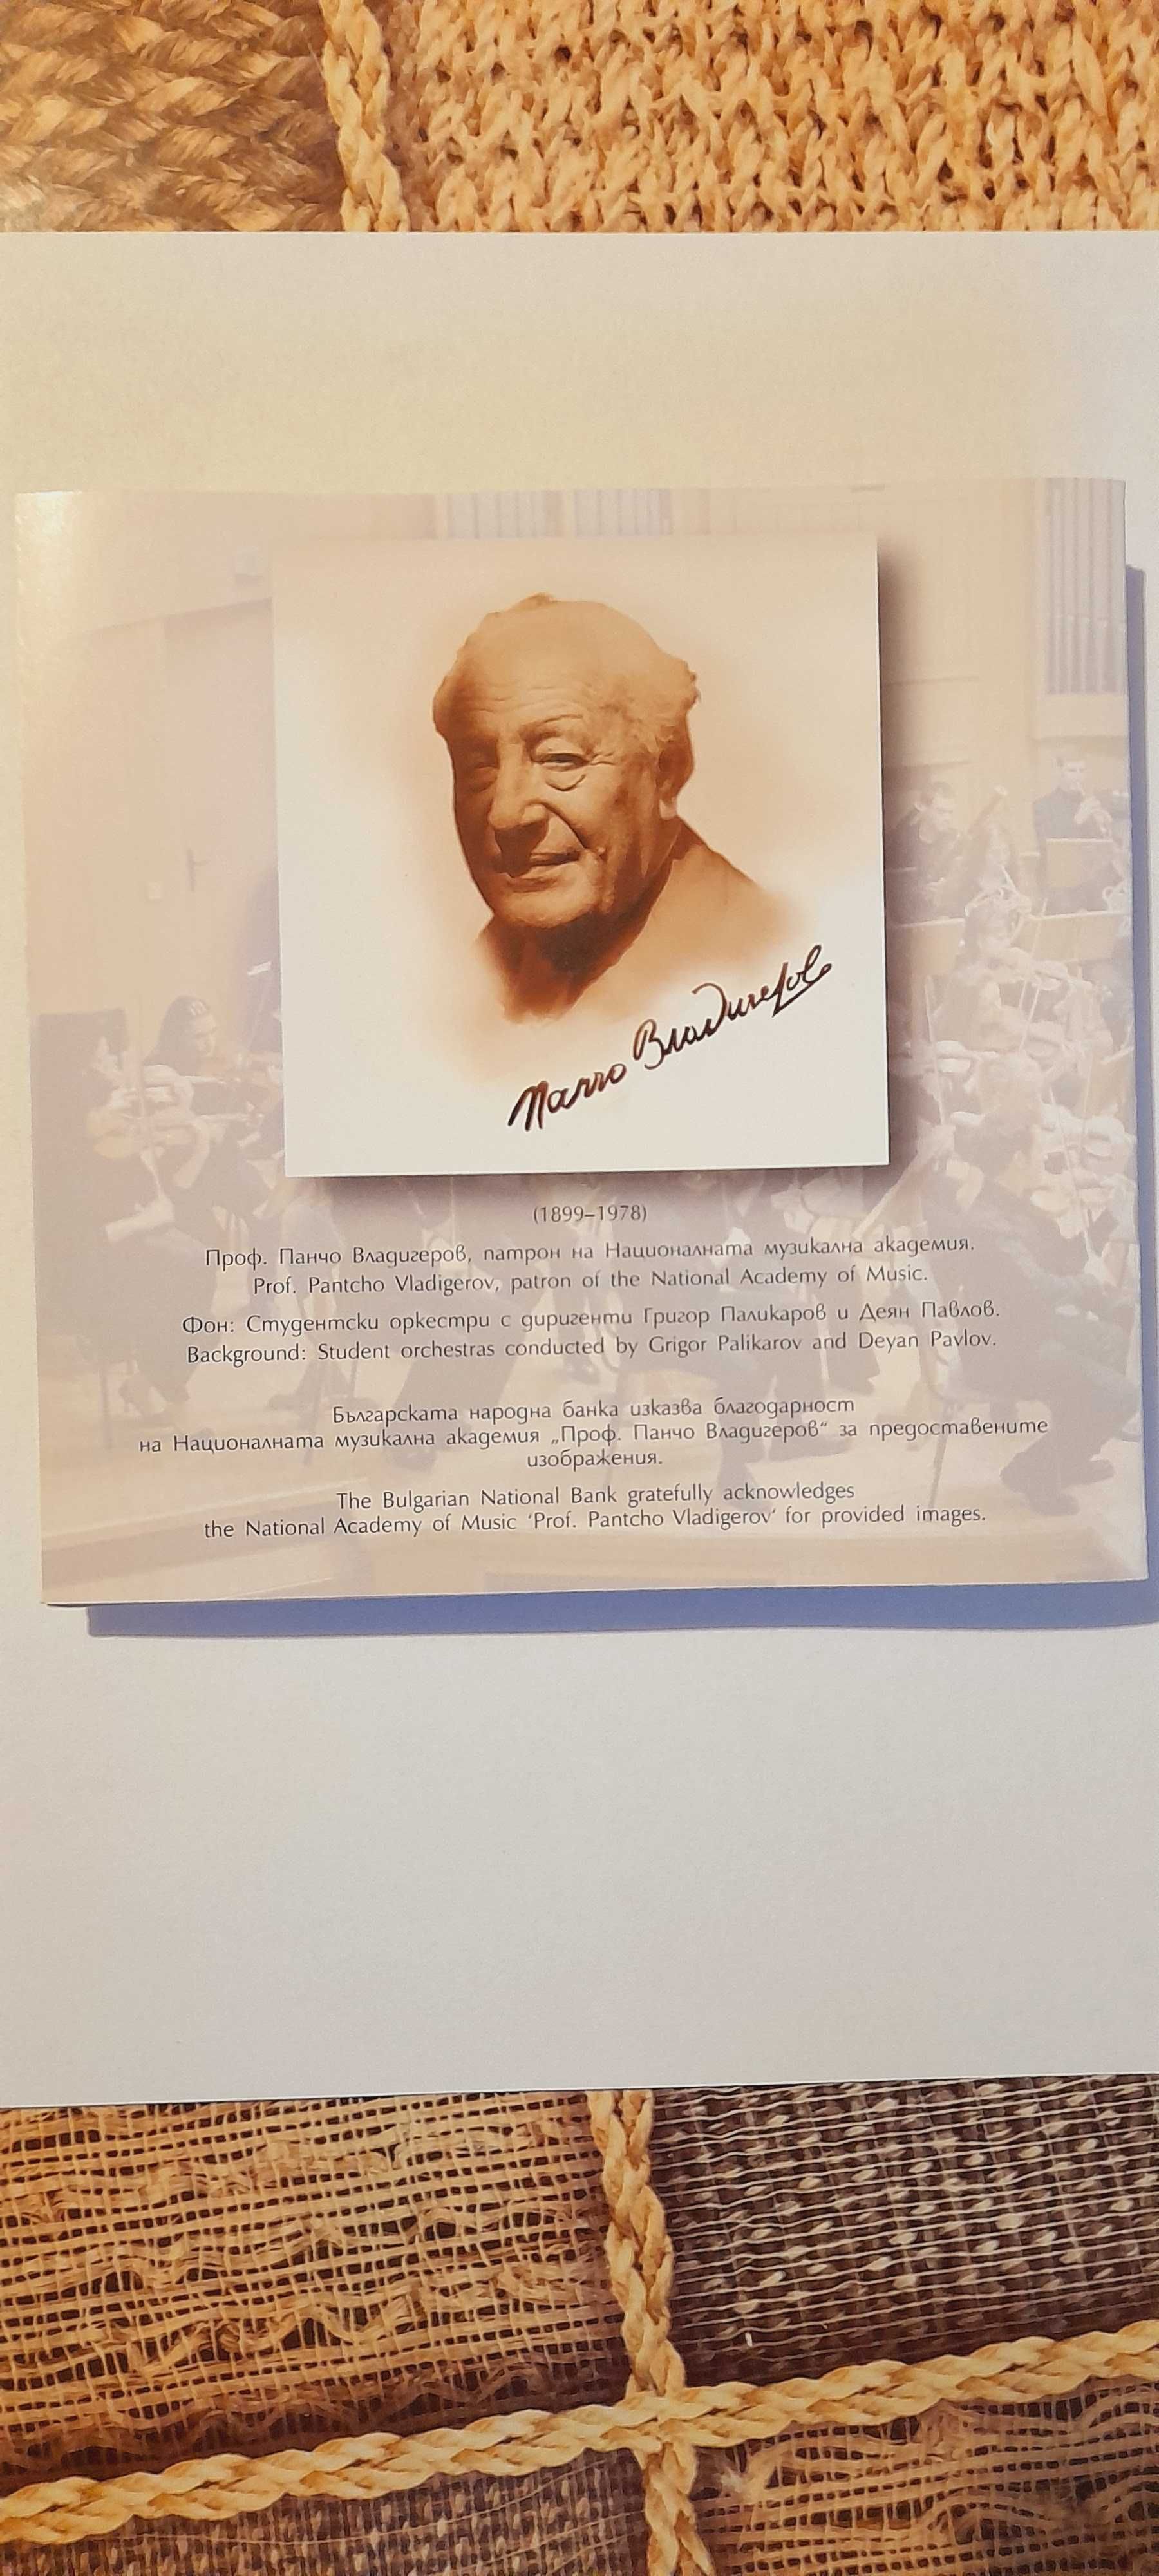 Панчо Владигеров
(1899–1978)
Проф. Панчо Владигеров, патрон на Националната музикална академия.
Prof. Pantcho Vladigerov, patron of the National Academy of Music.
Фон: Студентски оркестри с диригенти Григор Паликаров и Деян Павлов.
Background: Student orchestras conducted by Grigor Palikarov and Deyan Pavlov.
Българската народна банка изказва благодарност
на Националната музикална академия „Проф. Панчо Владигеров“ за предоставените
изображения.
The Bulgarian National Bank gratefully acknowledges
the National Academy of Music ‘Prof. Pantcho Vladigerov’ for provided images.